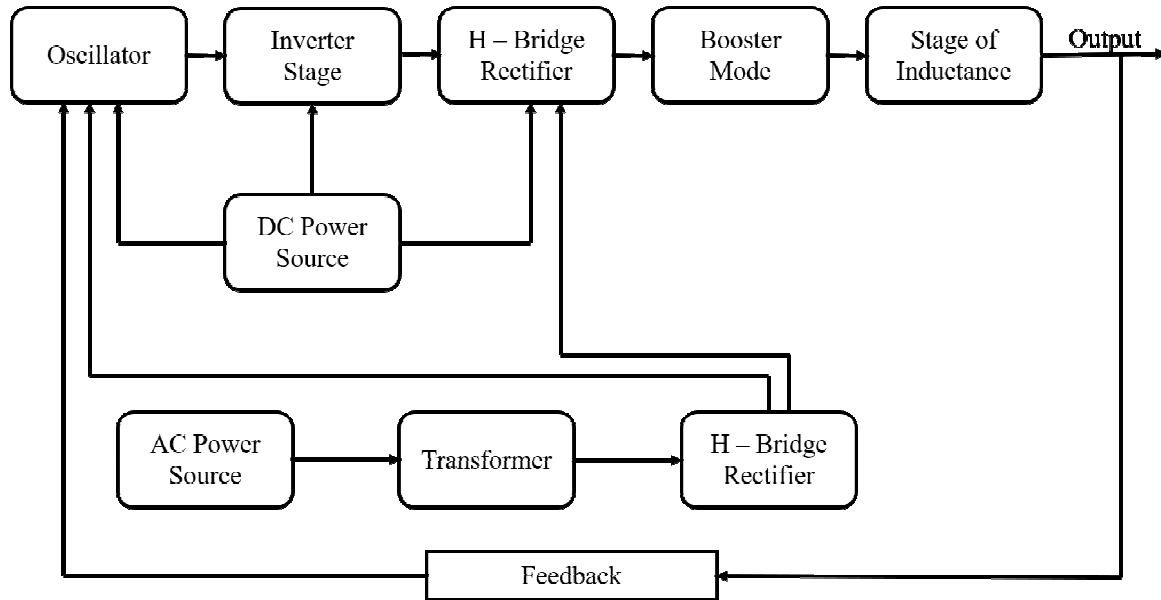 Oscillator
Inverter
Stage
H – Bridge
Rectifier
Booster
Mode
Stage of
Inductance
Output
DC Power
Source
AC Power
Source
Transformer
H – Bridge
Rectifier
Feedback